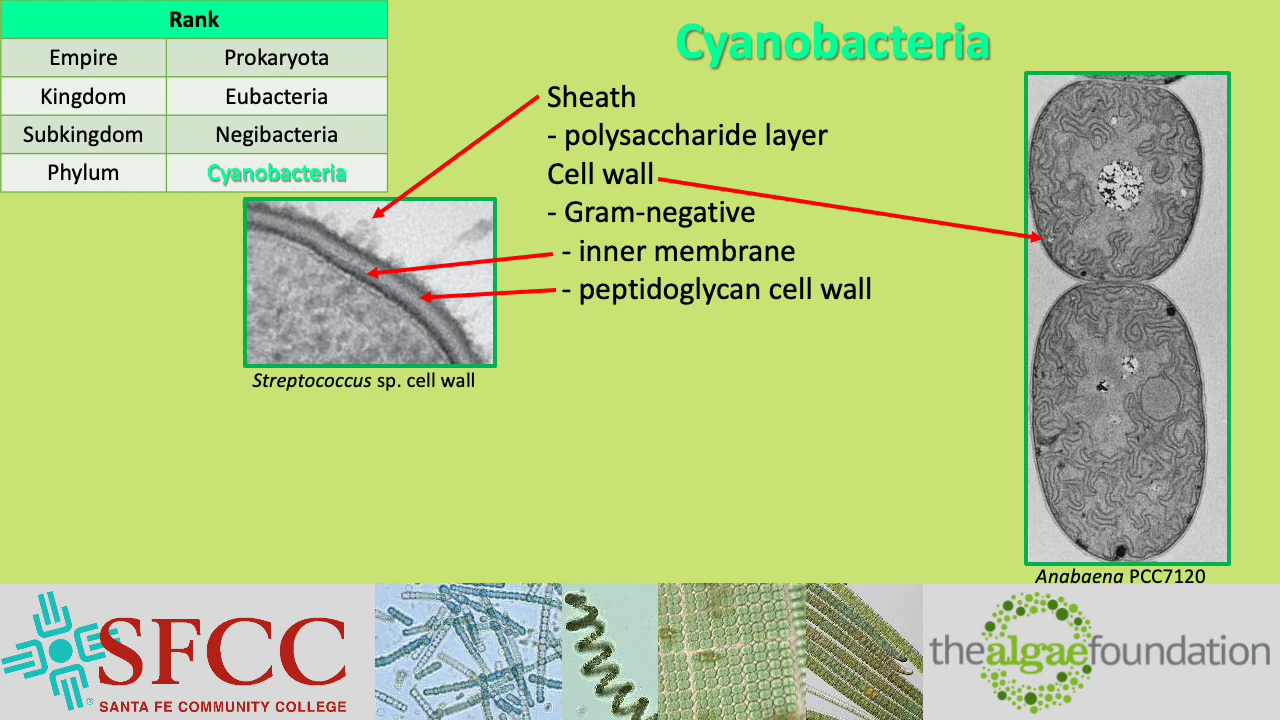 Cyanobacteria
Rank
Empire Prokaryota
Kingdom Eubacteria
Subkingdom Negibacteria
Phylum Cyanobacteria
Sheath
- polysaccharide layer
Cell wall
- Gram-negative
- inner membrane
- peptidoglycan cell wall
Streptococcus sp. cell wall
Anabaena PCC7120
SFCC
®
SANTA FE COMMUNITY COLLEGE
thealgaefoundation